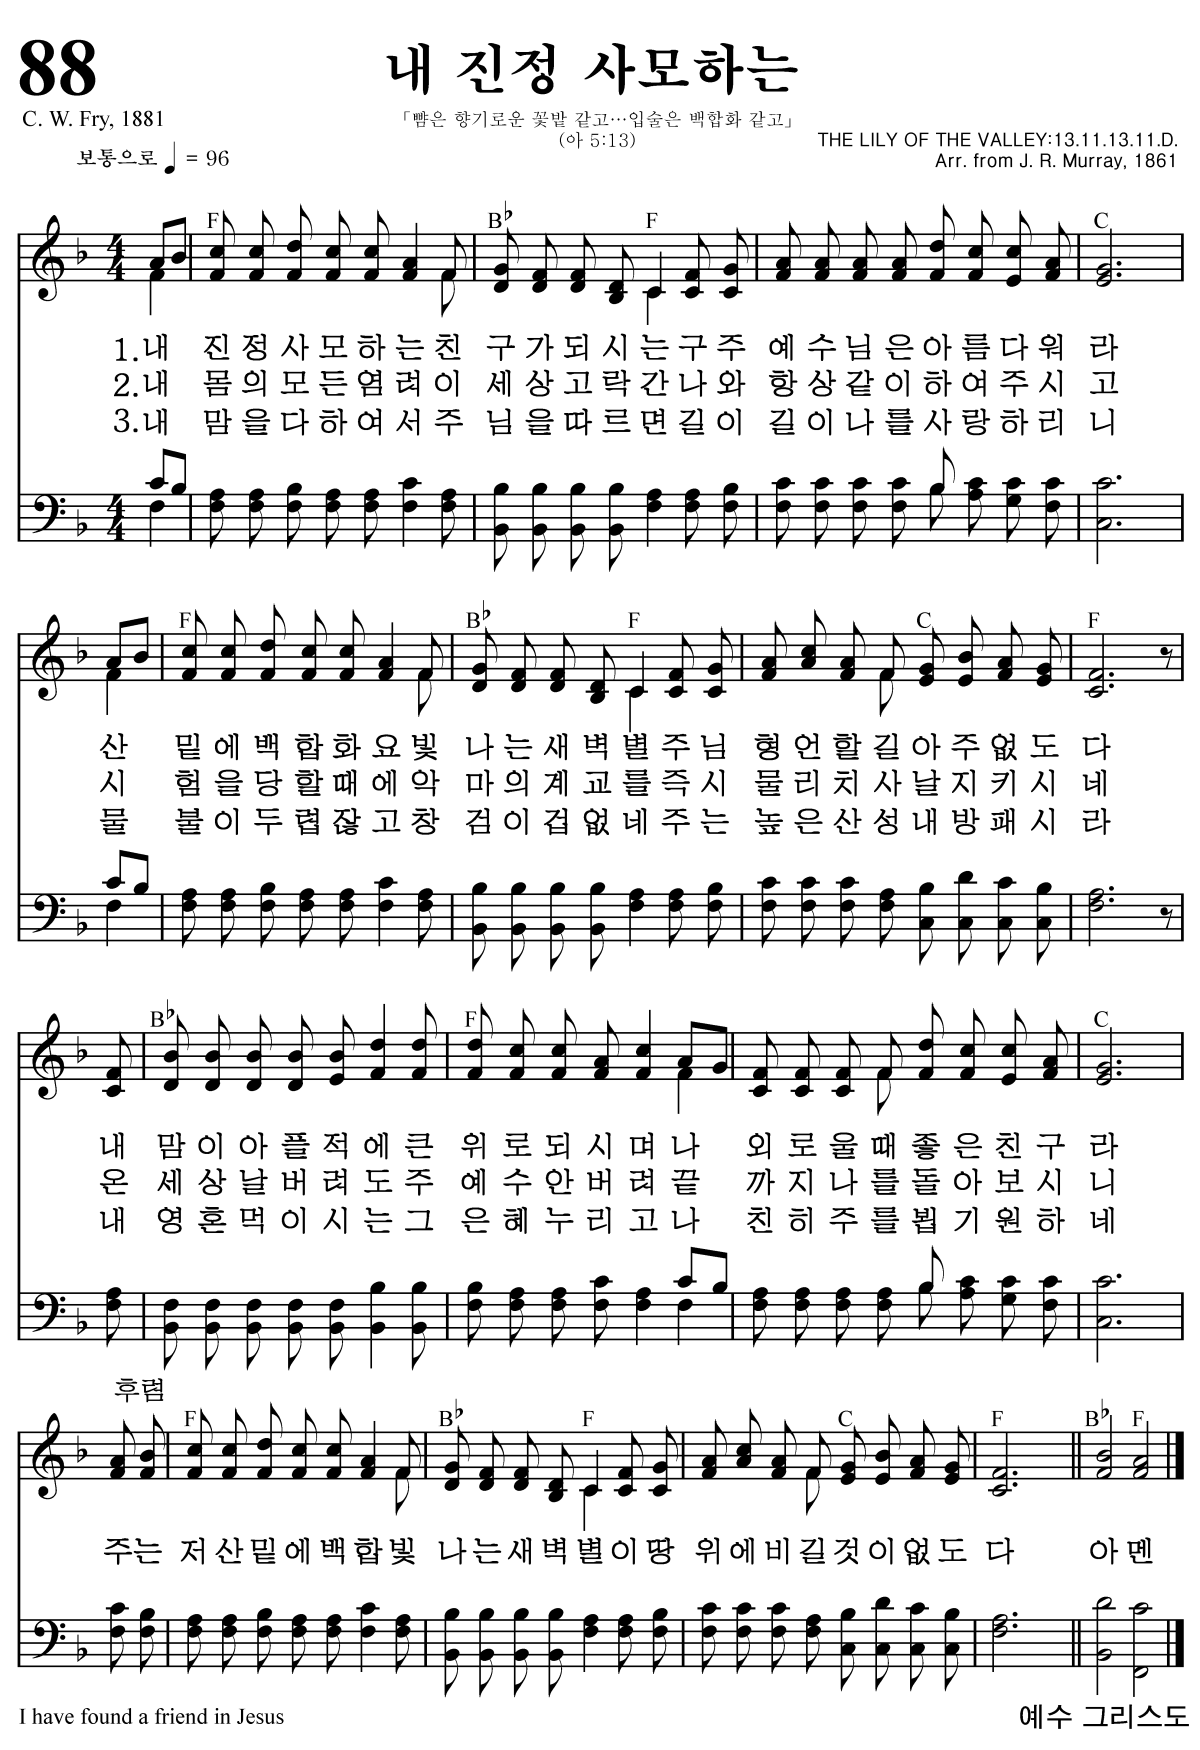 88
내 진정 사모하는
C. W. Fry, 1881
「뺨은 향기로운 꽃밭 같고…입술은 백합화 같고」
(아 5:13)
THE LILY OF THE VALLEY:13.11.13.11.D.
Arr. from J. R. Murray, 1861
보통으로 ♩ = 96
F B♭ F C
4 4
1.내 진 정 사 모 하 는 친 구 가 되 시 는 구 주 예 수 님 은 아 름 다 워 라
2.내 몸 의 모 든 염 려 이 세 상 고 락 간 나 와 항 상 같 이 하 여 주 시 고
3.내 맘 을 다 하 여 서 주 님 을 따 르 면 길 이 길 이 나 를 사 랑 하 리 니
4 4
F B♭ F C F
산 밑 에 백 합 화 요 빛 나 는 새 벽 별 주 님 형 언 할 길 아 주 없 도 다
시 험 을 당 할 때 에 악 마 의 계 교 를 즉 시 물 리 치 사 날 지 키 시 네
물 불 이 두 렵 잖 고 창 검 이 겁 없 네 주 는 높 은 산 성 내 방 패 시 라
B♭ F C
내 맘 이 아 플 적 에 큰 위 로 되 시 며 나 외 로 울 때 좋 은 친 구 라
온 세 상 날 버 려 도 주 예 수 안 버 려 끝 까 지 나 를 돌 아 보 시 니
내 영 혼 먹 이 시 는 그 은 혜 누 리 고 나 친 히 주 를 뵙 기 원 하 네
후렴
F B♭ F C F B♭ F
주는 저 산 밑 에 백 합 빛 나 는 새 벽 별 이 땅 위 에 비 길 것 이 없 도 다 아 멘
I have found a friend in Jesus
예수 그리스도